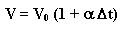 V = V₀ (1 + α Δt)